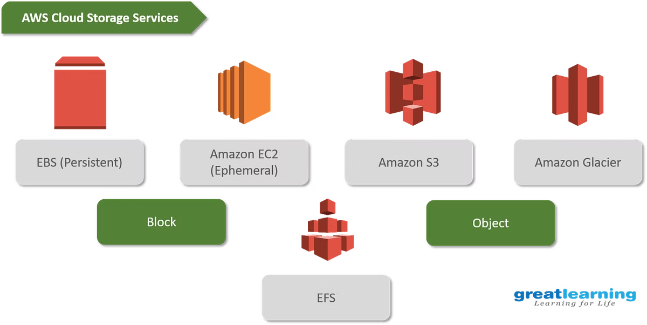 AWS Cloud Storage Services
EBS (Persistent)
Amazon EC2
(Ephemeral)
Amazon S3
Amazon Glacier
Block
Object
EFS
greatlearning
Learning for Life